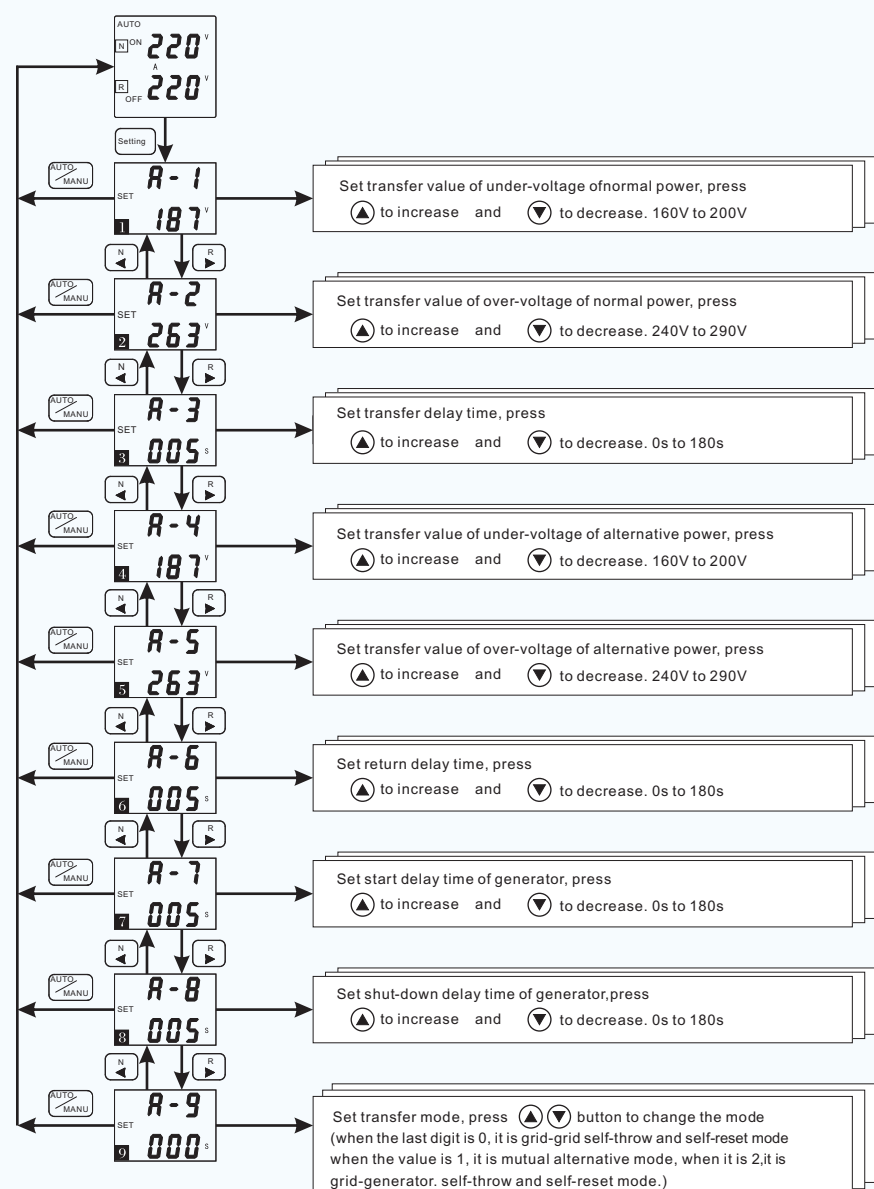 AUTO
N ON 220 V
A
R 220 V
OFF
Setting
AUTO/MANU
A-1
SET
1 187 V
Set transfer value of under-voltage ofnormal power, press
▲ to increase and ▼ to decrease. 160V to 200V
N ◀ R ▶
AUTO/MANU
A-2
SET
2 263 V
Set transfer value of over-voltage of normal power, press
▲ to increase and ▼ to decrease. 240V to 290V
N ◀ R ▶
AUTO/MANU
A-3
SET
3 005 s
Set transfer delay time, press
▲ to increase and ▼ to decrease. 0s to 180s
N ◀ R ▶
AUTO/MANU
A-4
SET
4 187 V
Set transfer value of under-voltage of alternative power, press
▲ to increase and ▼ to decrease. 160V to 200V
N ◀ R ▶
AUTO/MANU
A-5
SET
5 263 V
Set transfer value of over-voltage of alternative power, press
▲ to increase and ▼ to decrease. 240V to 290V
N ◀ R ▶
AUTO/MANU
A-6
SET
6 005 s
Set return delay time, press
▲ to increase and ▼ to decrease. 0s to 180s
N ◀ R ▶
AUTO/MANU
A-7
SET
7 005 s
Set start delay time of generator, press
▲ to increase and ▼ to decrease. 0s to 180s
N ◀ R ▶
AUTO/MANU
A-8
SET
8 005 s
Set shut-down delay time of generator,press
▲ to increase and ▼ to decrease. 0s to 180s
N ◀ R ▶
AUTO/MANU
A-9
SET
9 000 s
Set transfer mode, press ▲ ▼ button to change the mode
(when the last digit is 0, it is grid-grid self-throw and self-reset mode
when the value is 1, it is mutual alternative mode, when it is 2,it is
grid-generator. self-throw and self-reset mode.)